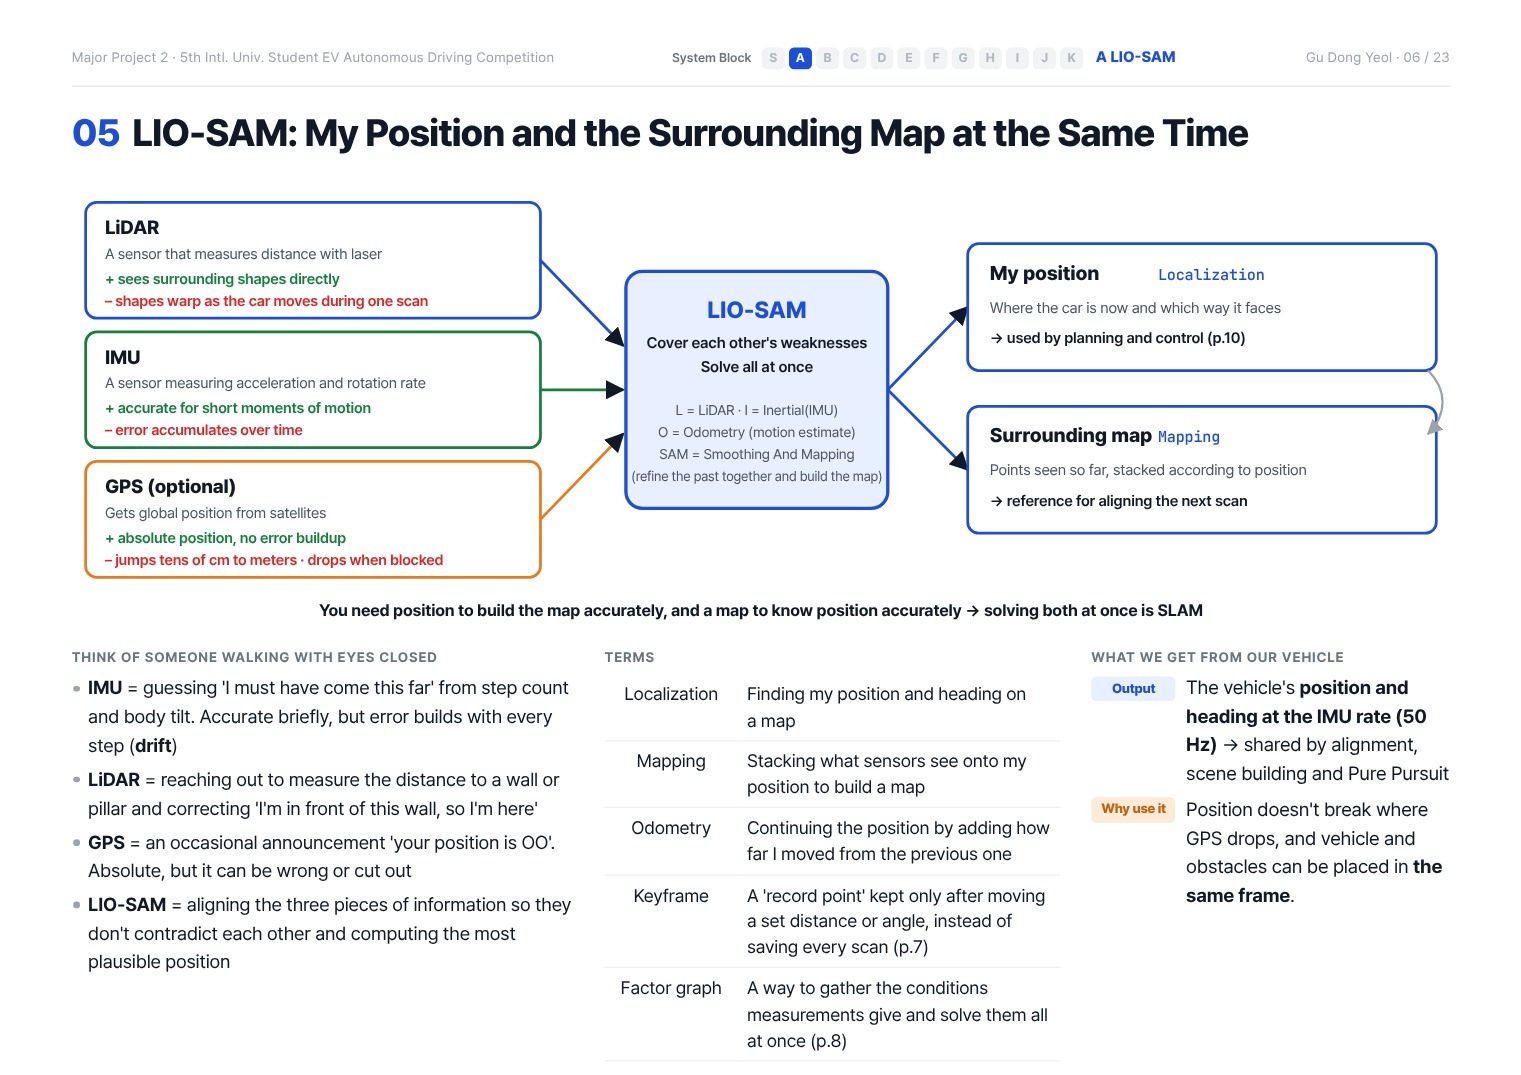 Major Project 2 · 5th Intl. Univ. Student EV Autonomous Driving Competition
System Block S A B C D E F G H I J K A LIO-SAM
Gu Dong Yeol · 06 / 23
05 LIO-SAM: My Position and the Surrounding Map at the Same Time
LiDAR
A sensor that measures distance with laser
+ sees surrounding shapes directly
– shapes warp as the car moves during one scan
IMU
A sensor measuring acceleration and rotation rate
+ accurate for short moments of motion
– error accumulates over time
GPS (optional)
Gets global position from satellites
+ absolute position, no error buildup
– jumps tens of cm to meters · drops when blocked
LIO-SAM
Cover each other's weaknesses
Solve all at once
L = LiDAR · I = Inertial(IMU)
O = Odometry (motion estimate)
SAM = Smoothing And Mapping
(refine the past together and build the map)
My position Localization
Where the car is now and which way it faces
→ used by planning and control (p.10)
Surrounding map Mapping
Points seen so far, stacked according to position
→ reference for aligning the next scan
You need position to build the map accurately, and a map to know position accurately → solving both at once is SLAM
THINK OF SOMEONE WALKING WITH EYES CLOSED
• IMU = guessing 'I must have come this far' from step count
and body tilt. Accurate briefly, but error builds with every
step (drift)
• LiDAR = reaching out to measure the distance to a wall or
pillar and correcting 'I'm in front of this wall, so I'm here'
• GPS = an occasional announcement 'your position is OO'.
Absolute, but it can be wrong or cut out
• LIO-SAM = aligning the three pieces of information so they
don't contradict each other and computing the most
plausible position
TERMS
Localization Finding my position and heading on
a map
Mapping Stacking what sensors see onto my
position to build a map
Odometry Continuing the position by adding how
far I moved from the previous one
Keyframe A 'record point' kept only after moving
a set distance or angle, instead of
saving every scan (p.7)
Factor graph A way to gather the conditions
measurements give and solve them all
at once (p.8)
WHAT WE GET FROM OUR VEHICLE
Output The vehicle's position and
heading at the IMU rate (50
Hz) → shared by alignment,
scene building and Pure Pursuit
Why use it Position doesn't break where
GPS drops, and vehicle and
obstacles can be placed in the
same frame.